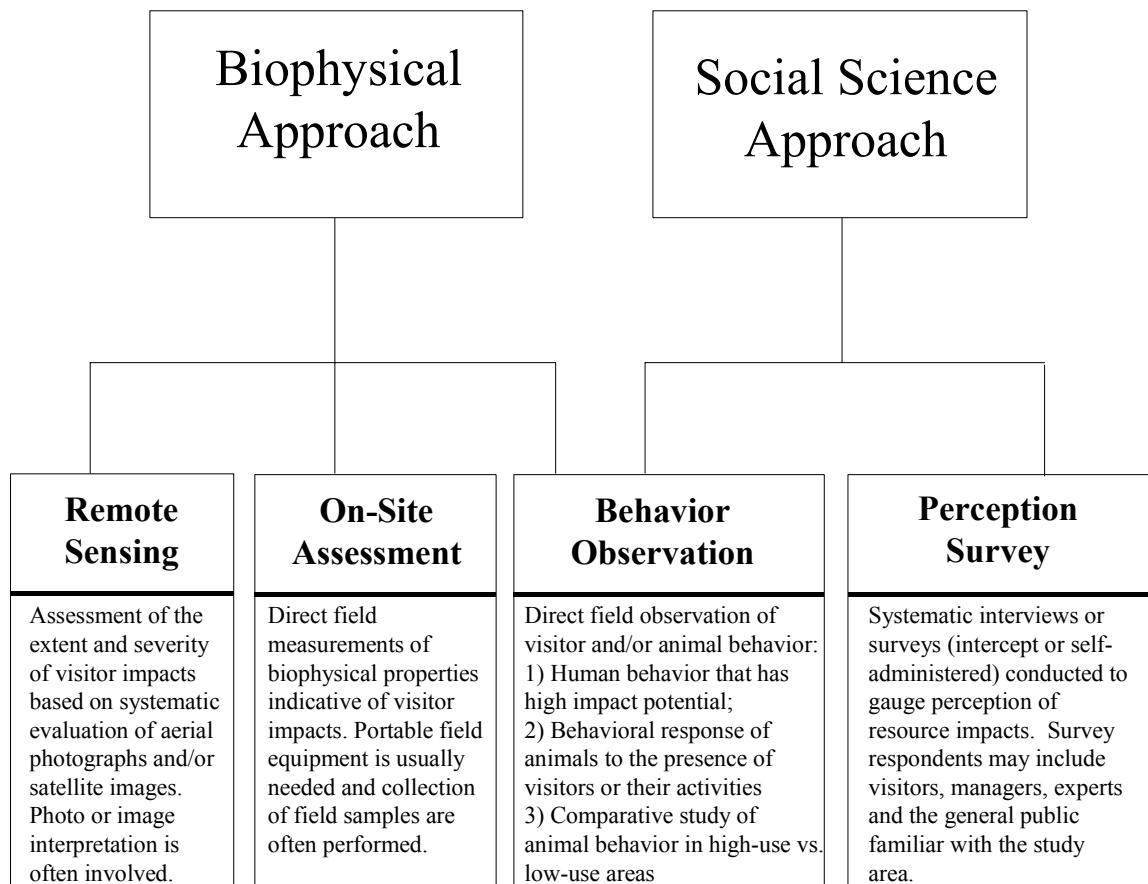 Biophysical
Approach
Social Science
Approach
Remote
Sensing
Assessment of the
extent and severity
of visitor impacts
based on systematic
evaluation of aerial
photographs and/or
satellite images.
Photo or image
interpretation is
often involved.
On-Site
Assessment
Direct field
measurements of
biophysical properties
indicative of visitor
impacts. Portable field
equipment is usually
needed and collection
of field samples are
often performed.
Behavior
Observation
Direct field observation of
visitor and/or animal behavior:
1) Human behavior that has
high impact potential;
2) Behavioral response of
animals to the presence of
visitors or their activities
3) Comparative study of
animal behavior in high-use vs.
low-use areas
Perception
Survey
Systematic interviews or
surveys (intercept or self-
administered) conducted to
gauge perception of
resource impacts. Survey
respondents may include
visitors, managers, experts
and the general public
familiar with the study
area.